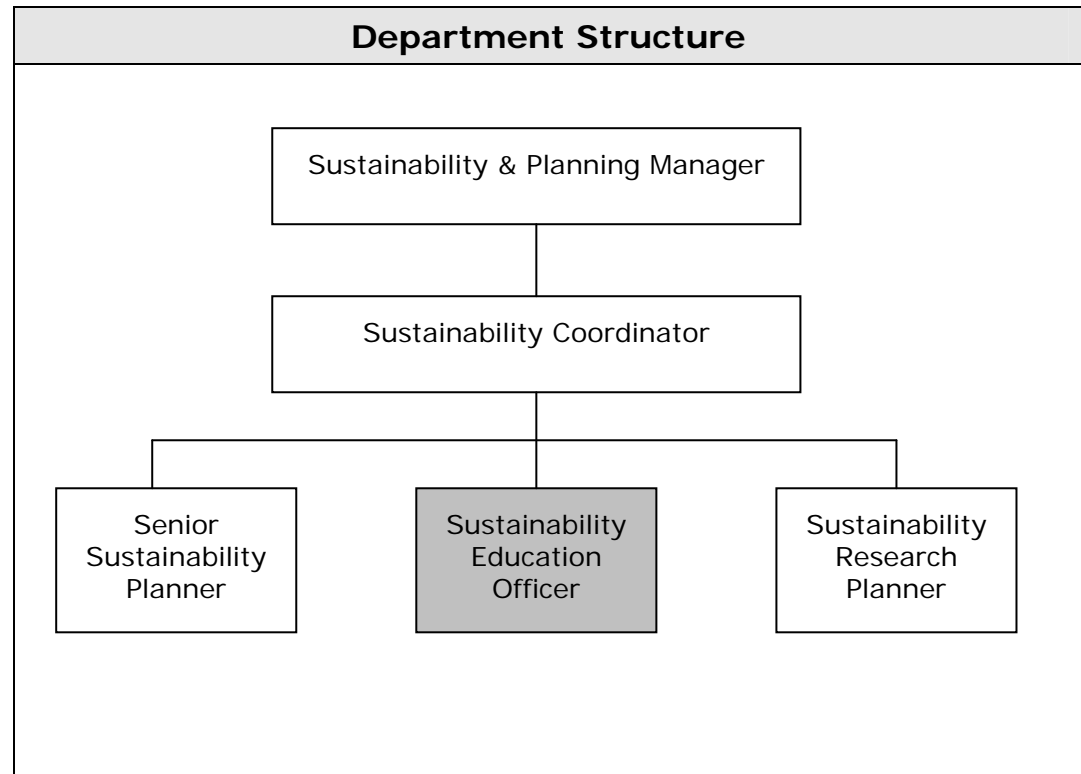 Department Structure
Sustainability & Planning Manager
Sustainability Coordinator
Senior
Sustainability
Planner
Sustainability
Education
Officer
Sustainability
Research
Planner